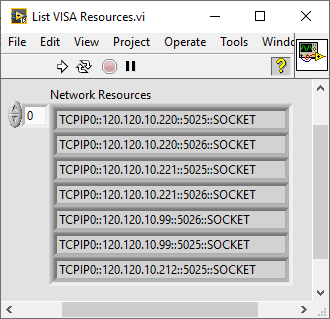 List VISA Resources.vi
File Edit View Project Operate Tools Windo
?
Network Resources
0
TCPIP0::120.120.10.220::5025::SOCKET
TCPIP0::120.120.10.220::5026::SOCKET
TCPIP0::120.120.10.221::5025::SOCKET
TCPIP0::120.120.10.221::5026::SOCKET
TCPIP0::120.120.10.99::5026::SOCKET
TCPIP0::120.120.10.99::5025::SOCKET
TCPIP0::120.120.10.212::5025::SOCKET